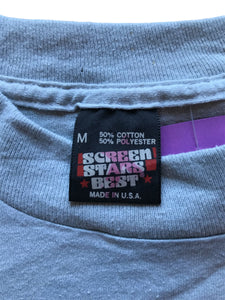 M 50% COTTON
50% POLYESTER
SCREEN
STARS
BEST
MADE IN U.S.A.